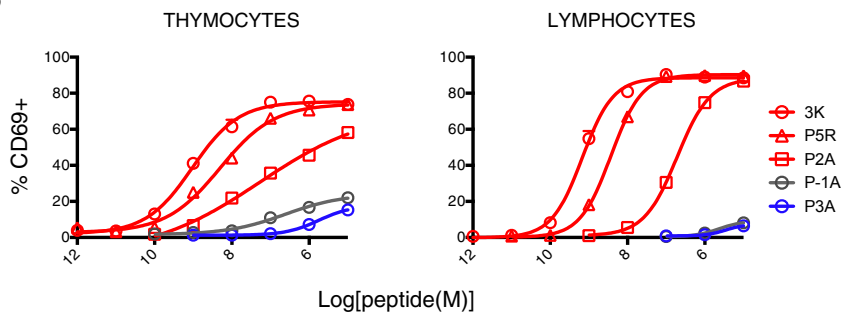 THYMOCYTES
LYMPHOCYTES
% CD69+
100
80
60
40
20
0
12
10
8
6
100
80
60
40
20
0
12
10
8
6
3K
P5R
P2A
P-1A
P3A
Log[peptide(M)]